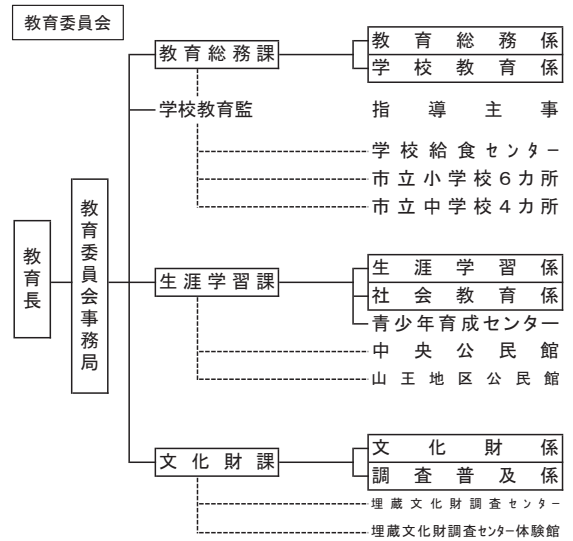 教育委員会
教育長
教育委員会事務局
教育総務課
教育総務係
学校教育係
学校教育監
指導主事
学校給食センター
市立小学校6カ所
市立中学校4カ所
生涯学習課
生涯学習係
社会教育係
青少年育成センター
中央公民館
山王地区公民館
文化財課
文化財係
調査普及係
埋蔵文化財調査センター
埋蔵文化財調査センター体験館